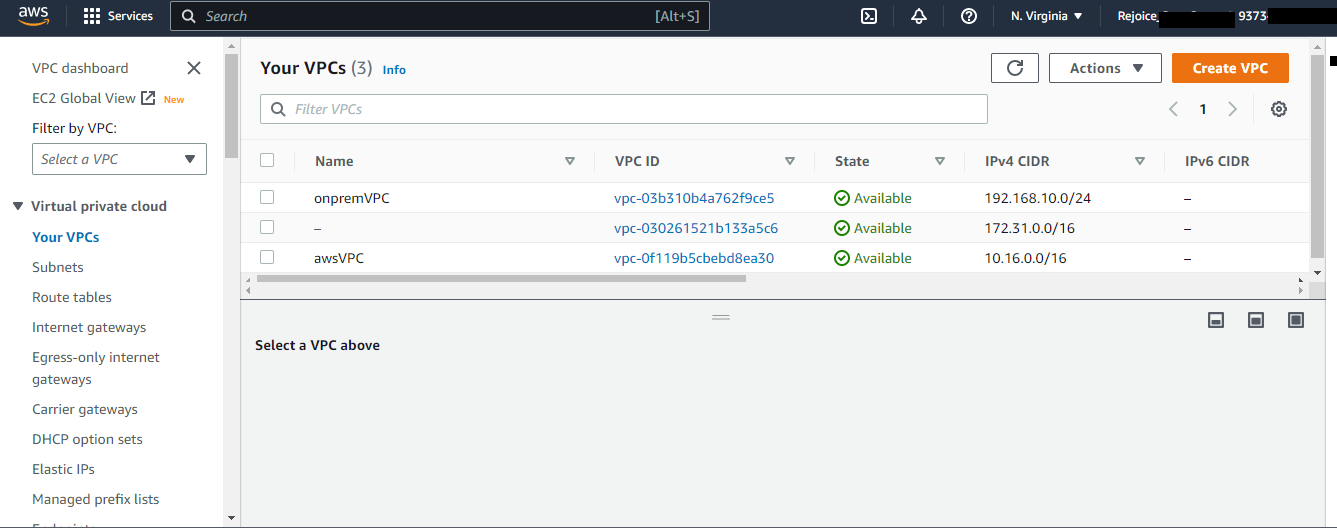 aws Services Search [Alt+S] N. Virginia Rejoice_ 9373-
VPC dashboard
EC2 Global View New
Filter by VPC:
Select a VPC
Virtual private cloud
Your VPCs
Subnets
Route tables
Internet gateways
Egress-only internet
gateways
Carrier gateways
DHCP option sets
Elastic IPs
Managed prefix lists
Your VPCs (3) Info Actions Create VPC
Filter VPCs 1
Name VPC ID State IPv4 CIDR IPv6 CIDR
onpremVPC vpc-03b310b4a762f9ce5 Available 192.168.10.0/24 –
– vpc-030261521b133a5c6 Available 172.31.0.0/16 –
awsVPC vpc-0f119b5cbebd8ea30 Available 10.16.0.0/16 –
Select a VPC above